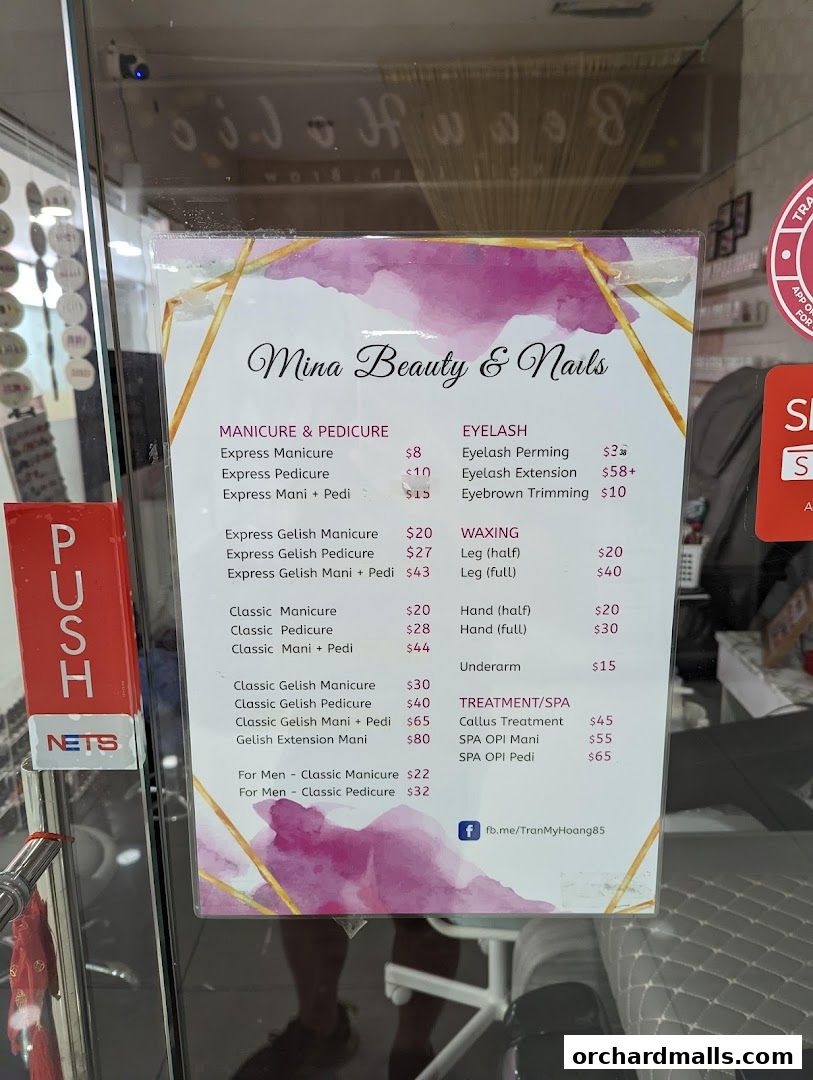 BeauHolic
Mina Beauty & Nails
MANICURE & PEDICURE
Express Manicure $8
Express Pedicure $10
Express Mani + Pedi $15
Express Gelish Manicure $20
Express Gelish Pedicure $27
Express Gelish Mani + Pedi $43
Classic Manicure $20
Classic Pedicure $28
Classic Mani + Pedi $44
Classic Gelish Manicure $30
Classic Gelish Pedicure $40
Classic Gelish Mani + Pedi $65
Gelish Extension Mani $80
For Men - Classic Manicure $22
For Men - Classic Pedicure $32
EYELASH
Eyelash Perming
Eyelash Extension $58+
Eyebrown Trimming $10
WAXING
Leg (half) $20
Leg (full) $40
Hand (half) $20
Hand (full) $30
Underarm $15
TREATMENT/SPA
Callus Treatment $45
SPA OPI Mani $55
SPA OPI Pedi $65
fb.me/TranMyHoang85
PUSH
NETS
orchardmalls.com